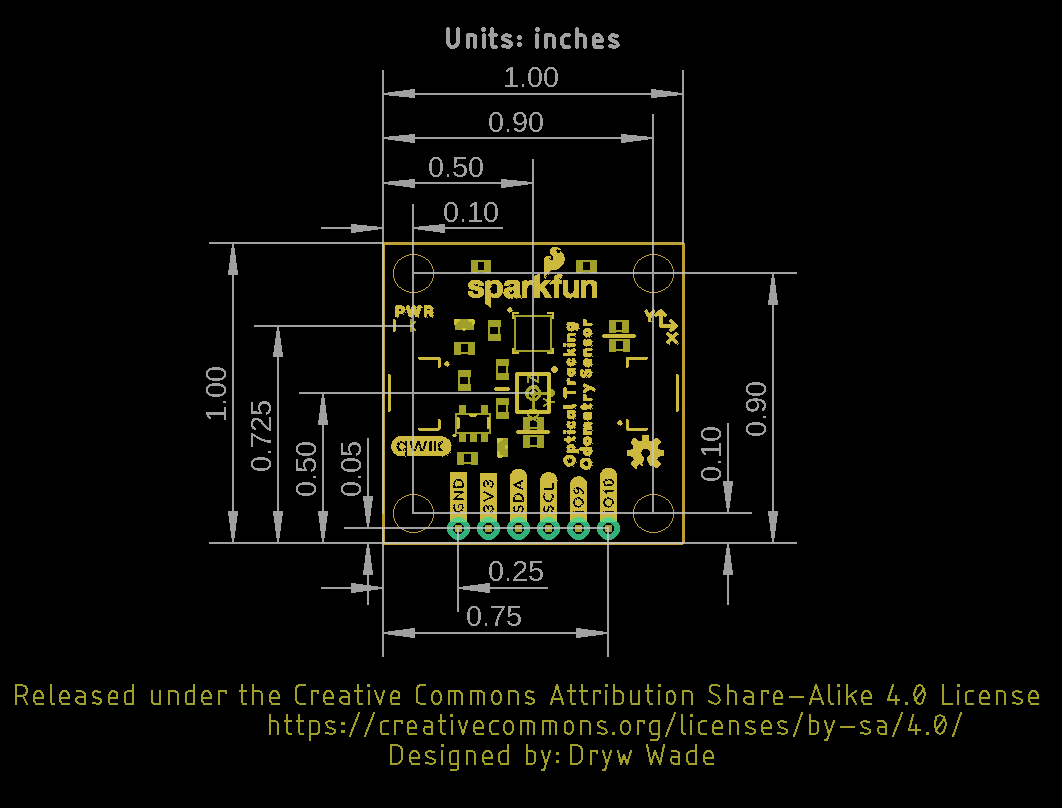 Units: inches
1.00
0.90
0.50
0.10
sparkfun
PWR
Y
X
Optical Tracking
Odometry Sensor
QWIIC
1.00
0.725
0.50
0.05
0.90
0.10
GND
3V3
SDA
SCL
IO9
IO10
0.25
0.75
Released under the Creative Commons Attribution Share-Alike 4.0 License
https://creativecommons.org/licenses/by-sa/4.0/
Designed by: Dryw Wade